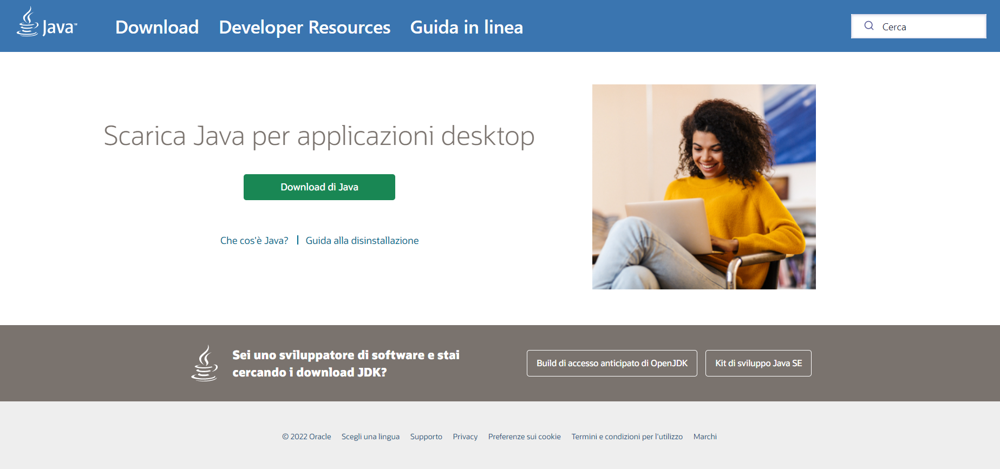 Java™
Download
Developer Resources
Guida in linea
Cerca
Scarica Java per applicazioni desktop
Download di Java
Che cos'è Java?
Guida alla disinstallazione
Sei uno sviluppatore di software e stai
cercando i download JDK?
Build di accesso anticipato di OpenJDK
Kit di sviluppo Java SE
© 2022 Oracle
Scegli una lingua
Supporto
Privacy
Preferenze sui cookie
Termini e condizioni per l'utilizzo
Marchi